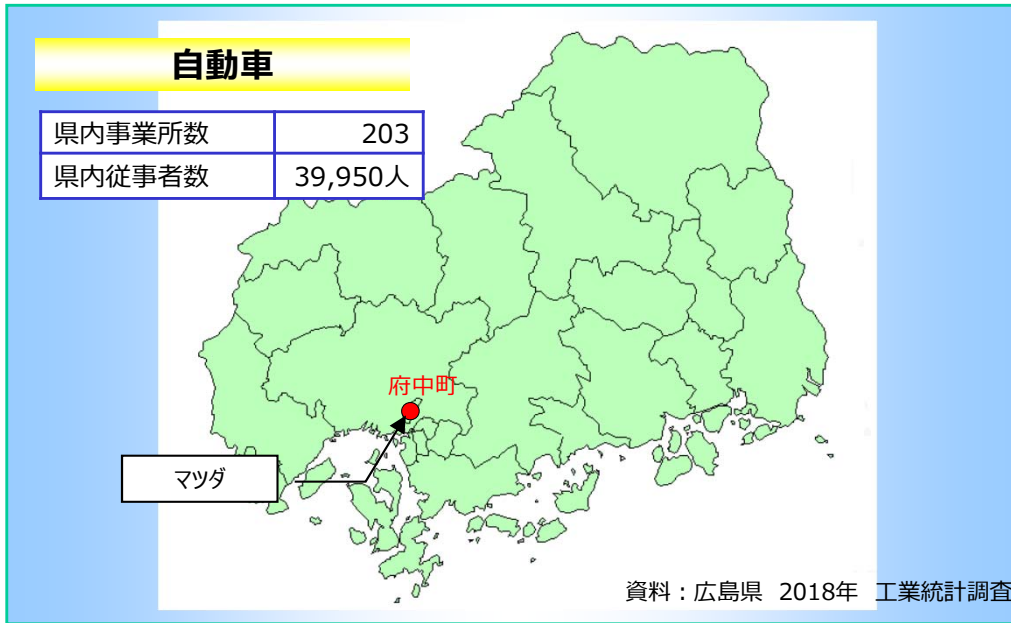 自動車
県内事業所数 203
県内従事者数 39,950人
府中町
マツダ
資料：広島県 2018年 工業統計調査